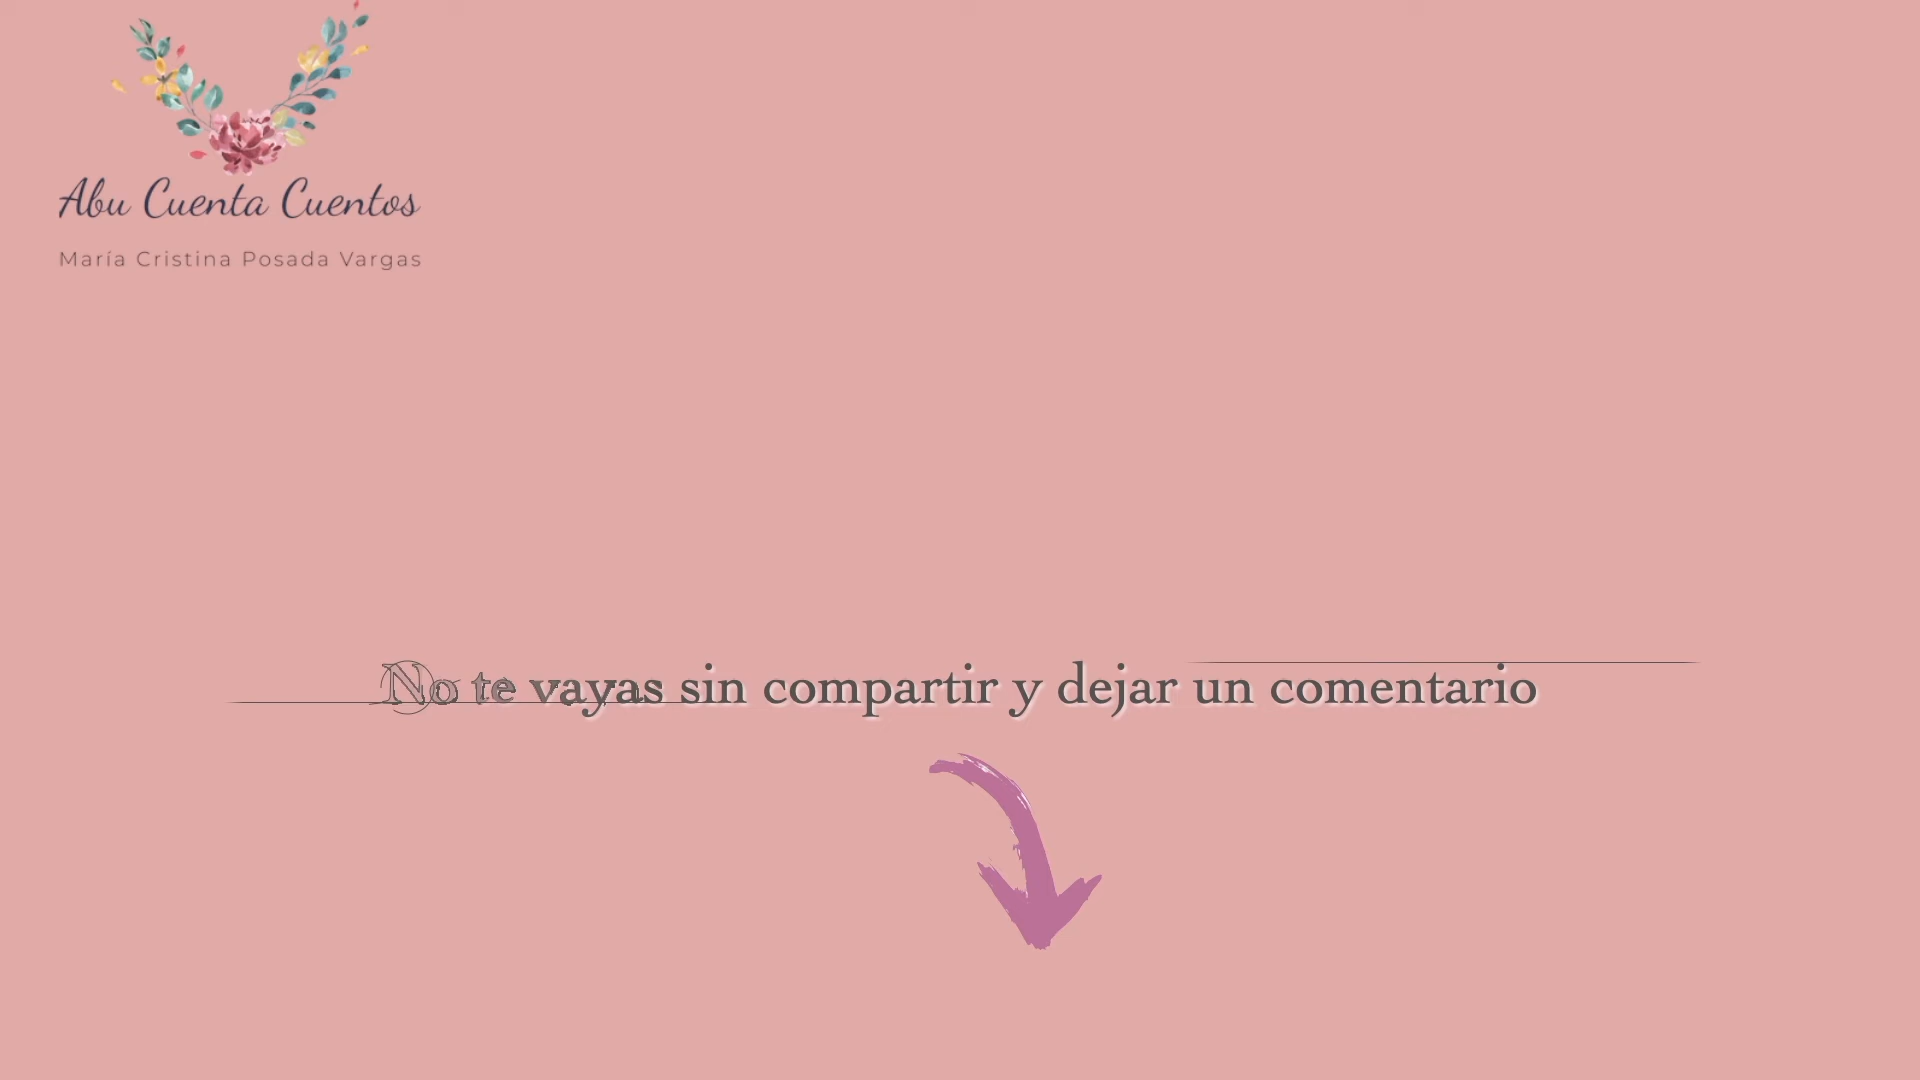 Abu Cuenta Cuentos
María Cristina Posada Vargas
No te vayas sin compartir y dejar un comentario